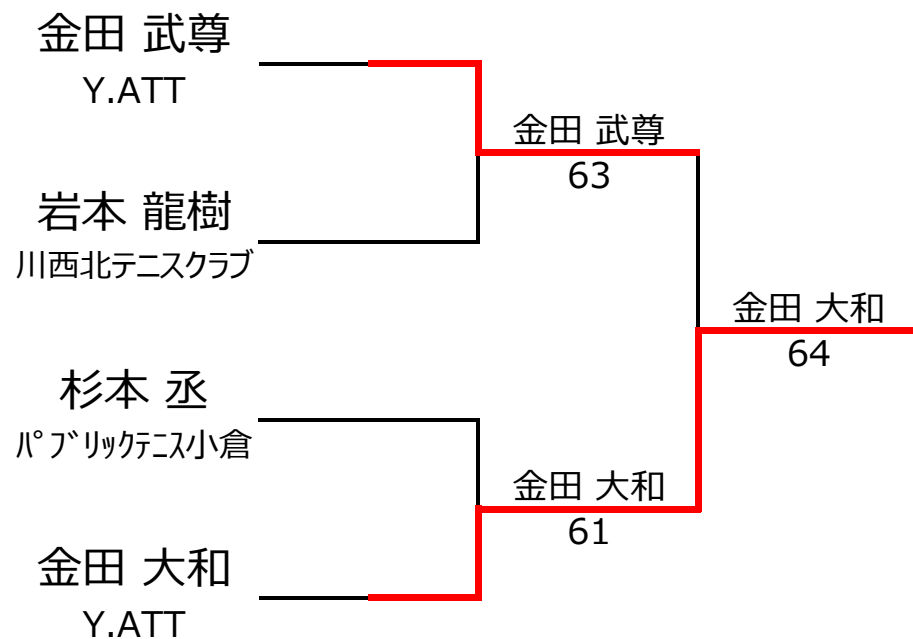 金田 武尊
Y.ATT
金田 武尊
63
岩本 龍樹
川西北テニスクラブ
金田 大和
64
杉本 丞
ﾊﾟﾌﾞﾘｯｸﾃﾆｽ小倉
金田 大和
61
金田 大和
Y.ATT